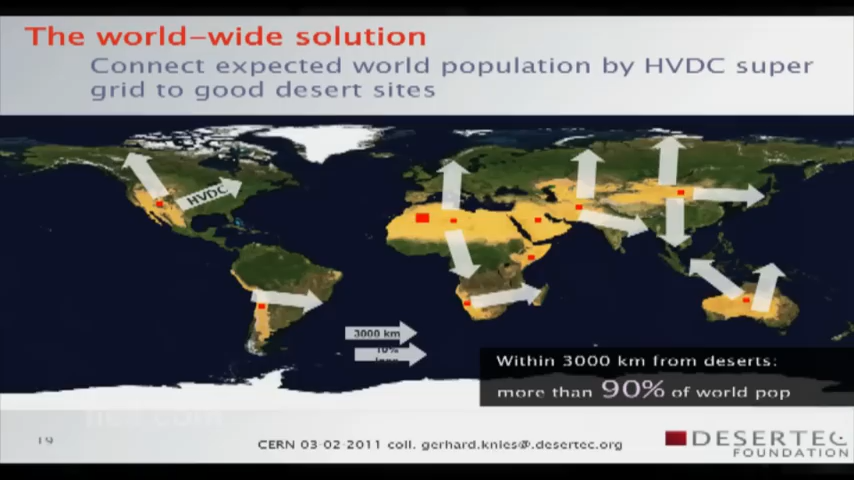 The world-wide solution
Connect expected world population by HVDC super
grid to good desert sites
HVDC
3000 km
10%
Within 3000 km from deserts:
more than 90% of world pop
19
CERN 03-02-2011 coll. gerhard.knies@.desertec.org
DESERTEC
FOUNDATION